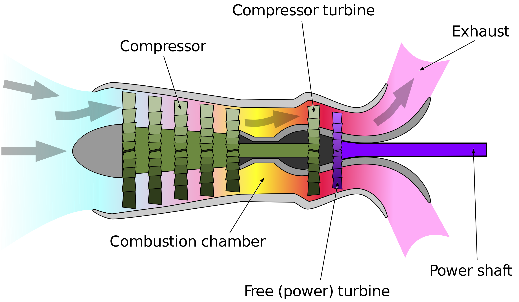 Compressor turbine
Exhaust
Compressor
Combustion chamber
Power shaft
Free (power) turbine